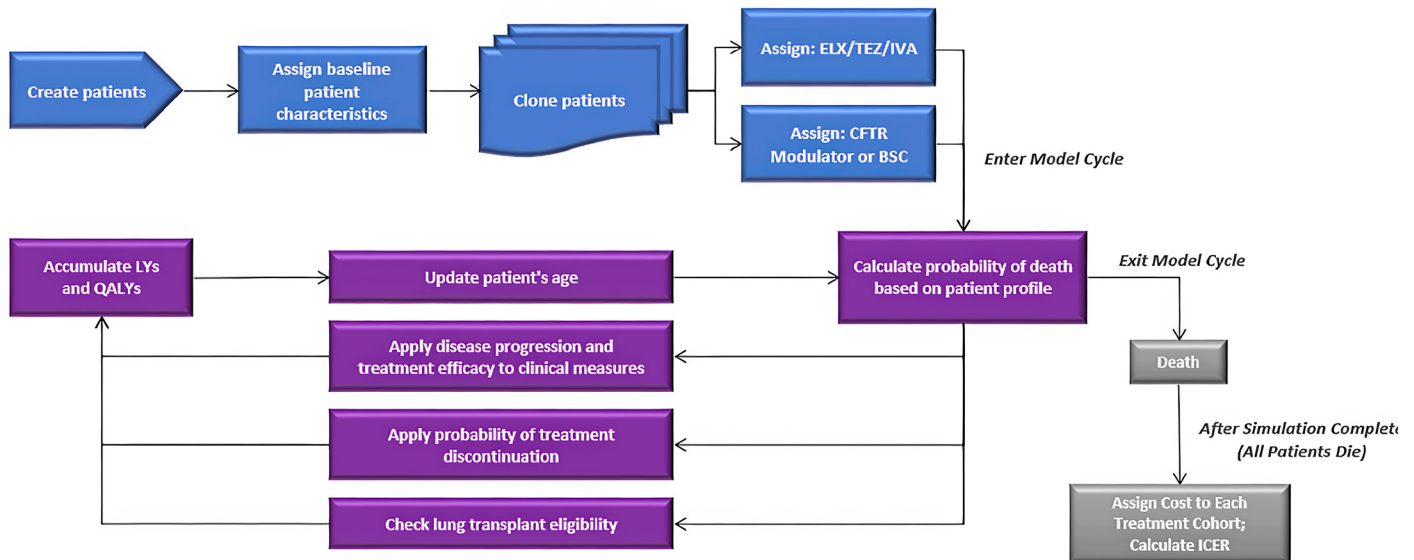 Create patients
Assign baseline
patient
characteristics
Clone patients
Assign: ELX/TEZ/IVA
Assign: CFTR
Modulator or BSC
Enter Model Cycle
Accumulate LYs
and QALYs
Update patient's age
Calculate probability of death
based on patient profile
Exit Model Cycle
Apply disease progression and
treatment efficacy to clinical measures
Death
Apply probability of treatment
discontinuation
After Simulation Complete
(All Patients Die)
Check lung transplant eligibility
Assign Cost to Each
Treatment Cohort;
Calculate ICER